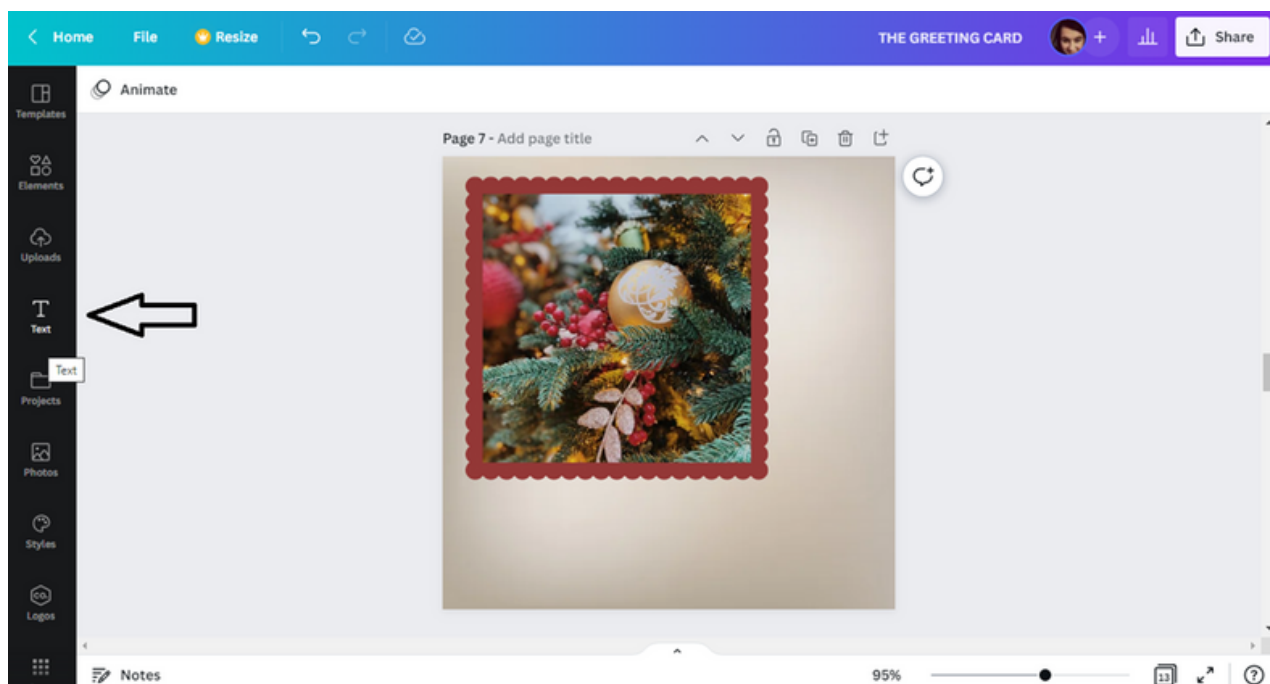 Home File Resize THE GREETING CARD + Share
Animate
Templates
Elements
Uploads
Text
Text
Projects
Photos
Styles
CO.
Logos
Page 7 - Add page title
Notes 95% 13 ?